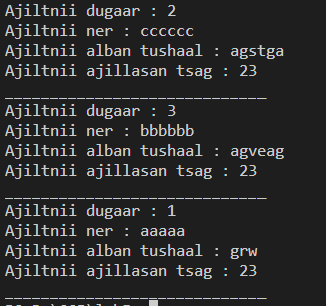 Ajiltnii dugaar : 2
Ajiltnii ner : cccccc
Ajiltnii alban tushaal : agstga
Ajiltnii ajillasan tsag : 23
____________________________
Ajiltnii dugaar : 3
Ajiltnii ner : bbbbbb
Ajiltnii alban tushaal : agveag
Ajiltnii ajillasan tsag : 23
____________________________
Ajiltnii dugaar : 1
Ajiltnii ner : aaaaa
Ajiltnii alban tushaal : grw
Ajiltnii ajillasan tsag : 23
____________________________